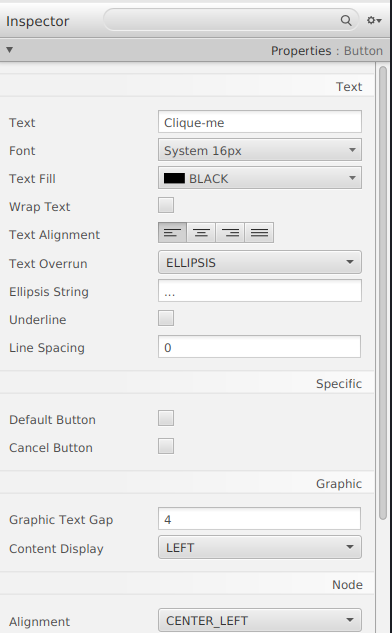 Inspector
Properties : Button
Text
Text Clique-me
Font System 16px
Text Fill BLACK
Wrap Text
Text Alignment
Text Overrun ELLIPSIS
Ellipsis String ...
Underline
Line Spacing 0
Specific
Default Button
Cancel Button
Graphic
Graphic Text Gap 4
Content Display LEFT
Node
Alignment CENTER_LEFT